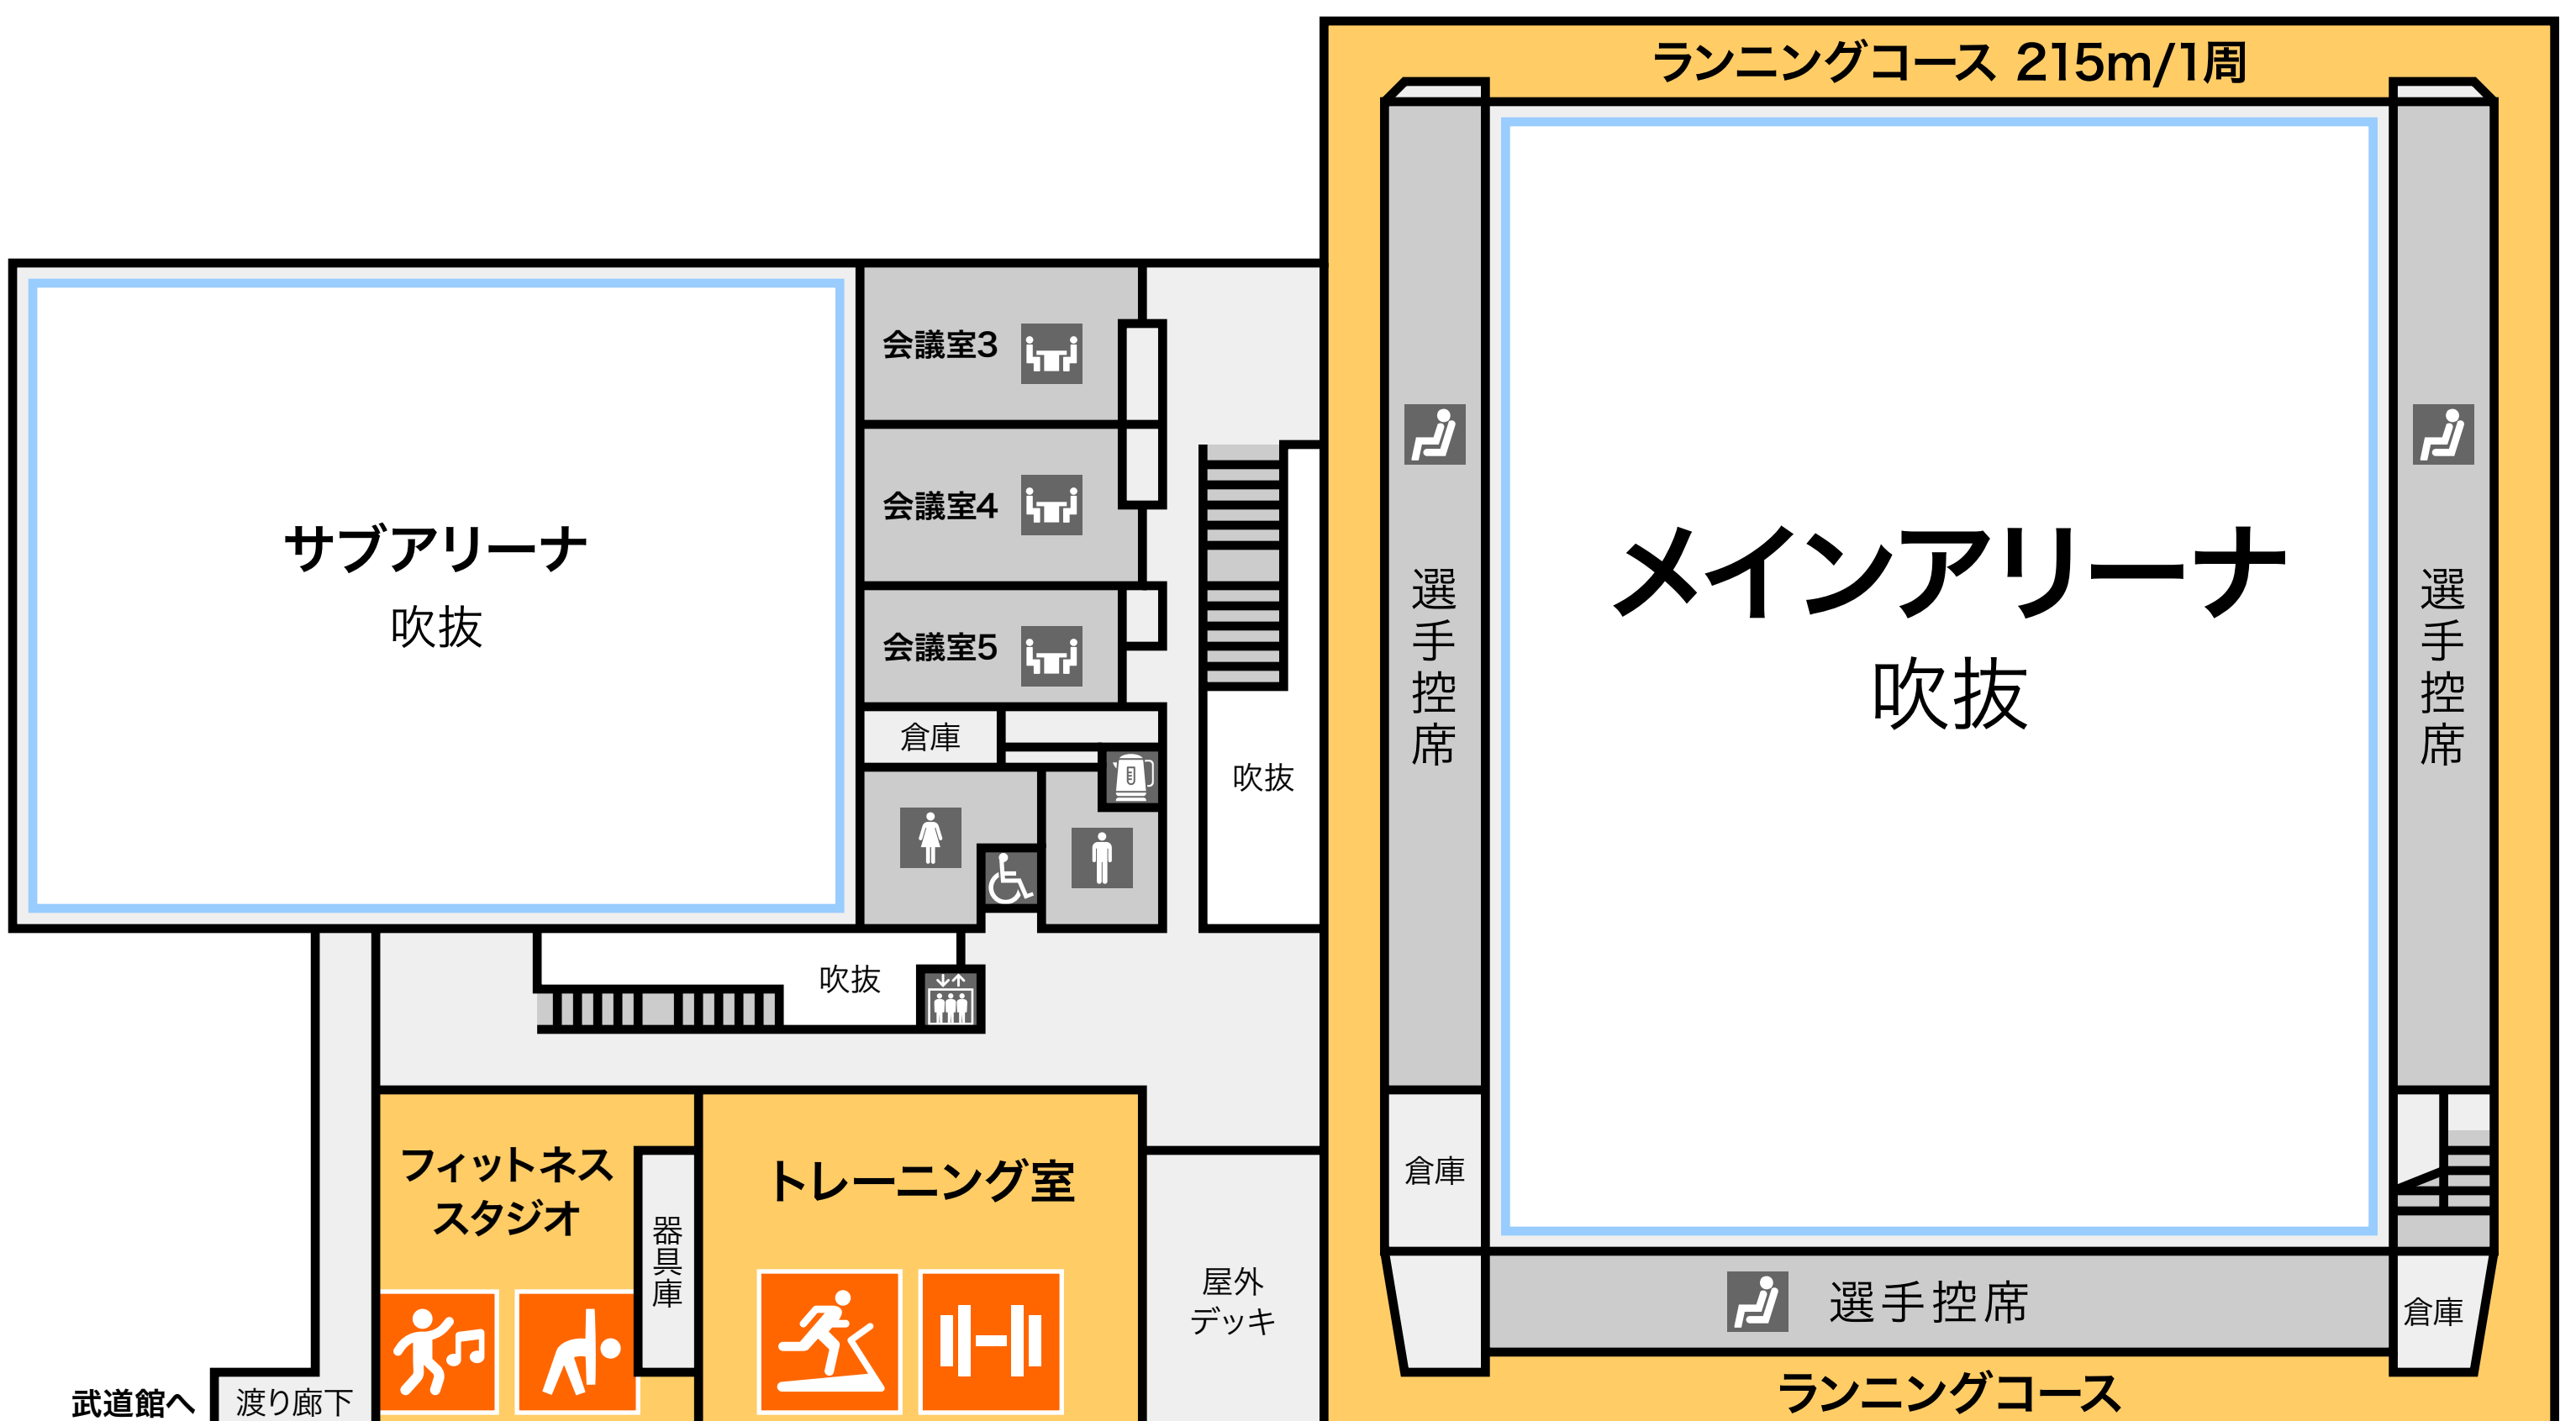 ランニングコース 215m/1周
会議室3
会議室4
サブアリーナ
吹抜
メインアリーナ
吹抜
選手控席
選手控席
会議室5
倉庫
吹抜
吹抜
フィットネス
スタジオ
器具庫
トレーニング室
屋外
デッキ
倉庫
選手控席
倉庫
武道館へ
渡り廊下
ランニングコース